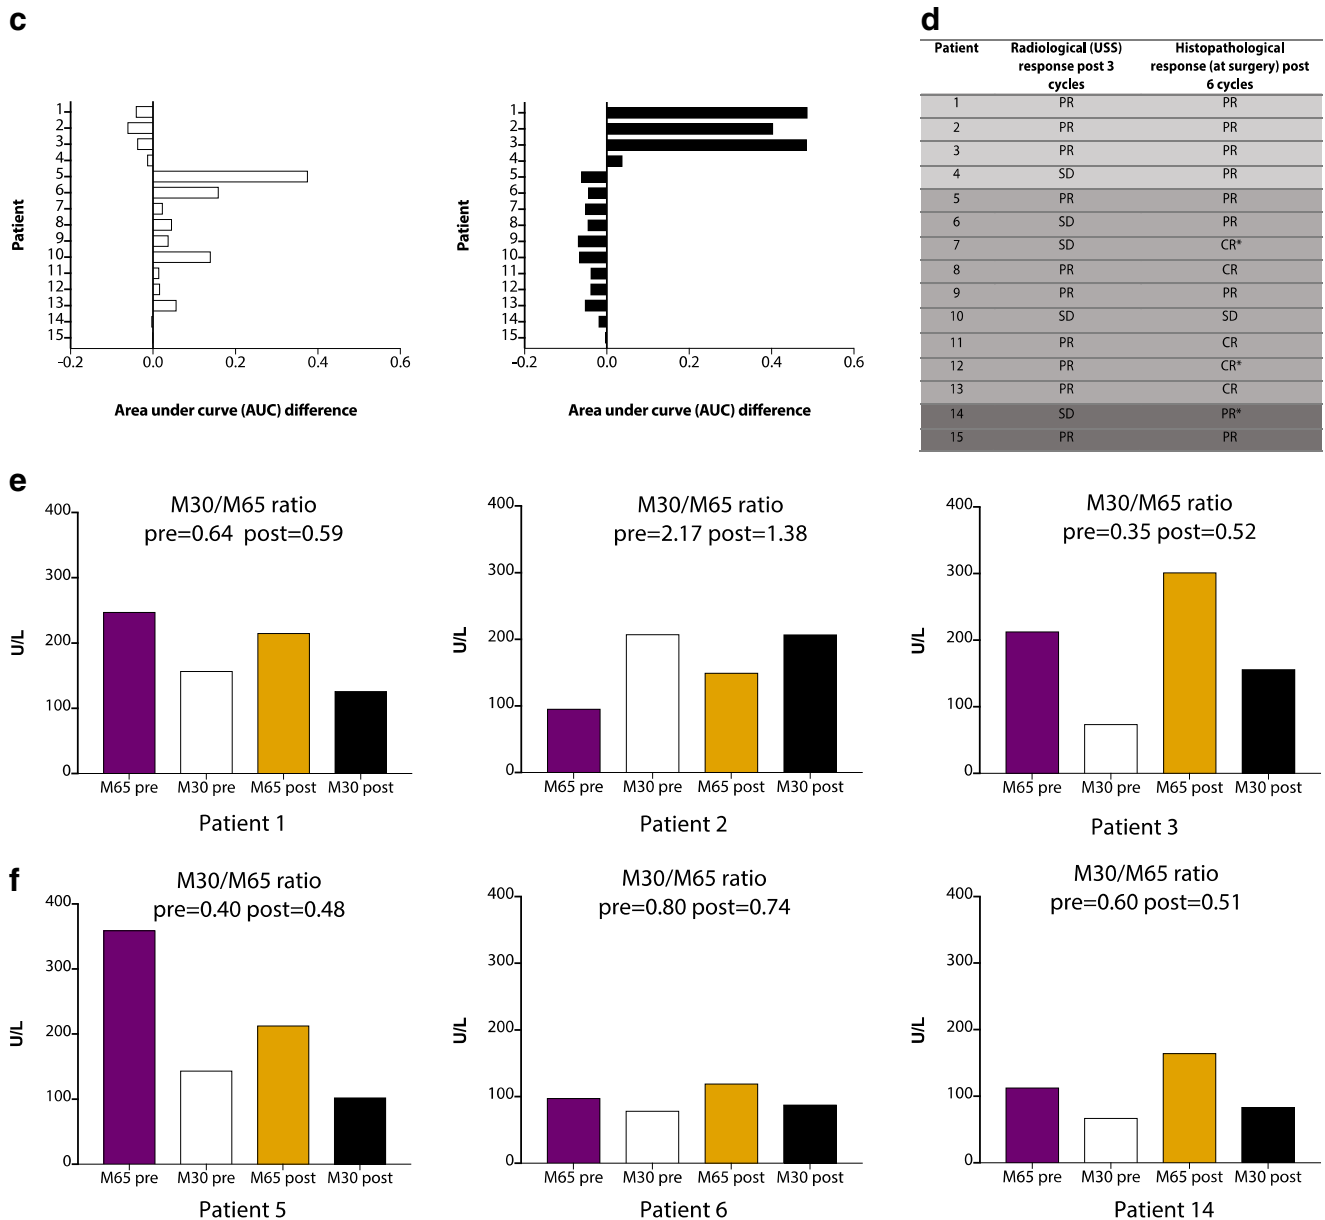 c
d
Patient
1
2
3
4
5
6
7
8
9
10
11
12
13
14
15
-0.2 0.0 0.2 0.4 0.6
Area under curve (AUC) difference
Patient
1
2
3
4
5
6
7
8
9
10
11
12
13
14
15
-0.2 0.0 0.2 0.4 0.6
Area under curve (AUC) difference
Patient Radiological (USS) Histopathological
response post 3 response (at surgery) post
cycles 6 cycles
1 PR PR
2 PR PR
3 PR PR
4 SD PR
5 PR PR
6 SD PR
7 SD CR*
8 PR CR
9 PR PR
10 SD SD
11 PR CR
12 PR CR*
13 PR CR
14 SD PR*
15 PR PR
e
M30/M65 ratio
pre=0.64 post=0.59
U/L
400
300
200
100
0
M65 pre M30 pre M65 post M30 post
Patient 1
M30/M65 ratio
pre=2.17 post=1.38
U/L
400
300
200
100
0
M65 pre M30 pre M65 post M30 post
Patient 2
M30/M65 ratio
pre=0.35 post=0.52
U/L
400
300
200
100
0
M65 pre M30 pre M65 post M30 post
Patient 3
f
M30/M65 ratio
pre=0.40 post=0.48
U/L
400
300
200
100
0
M65 pre M30 pre M65 post M30 post
Patient 5
M30/M65 ratio
pre=0.80 post=0.74
U/L
400
300
200
100
0
M65 pre M30 pre M65 post M30 post
Patient 6
M30/M65 ratio
pre=0.60 post=0.51
U/L
400
300
200
100
0
M65 pre M30 pre M65 post M30 post
Patient 14